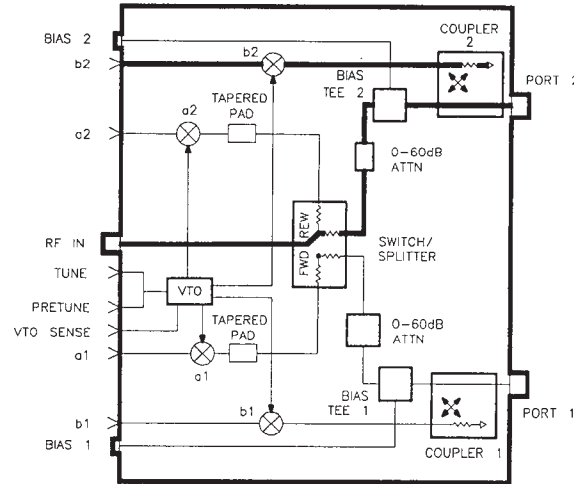 BIAS 2
b2
b2
COUPLER
2
BIAS
TEE 2
PORT 2
a2
a2
TAPERED
PAD
0-60dB
ATTN
RF IN
REW
FWD
SWITCH/
SPLITTER
TUNE
PRETUNE
VTO
VTO SENSE
TAPERED
PAD
0-60dB
ATTN
a1
a1
BIAS
TEE 1
PORT 1
b1
b1
BIAS 1
COUPLER 1